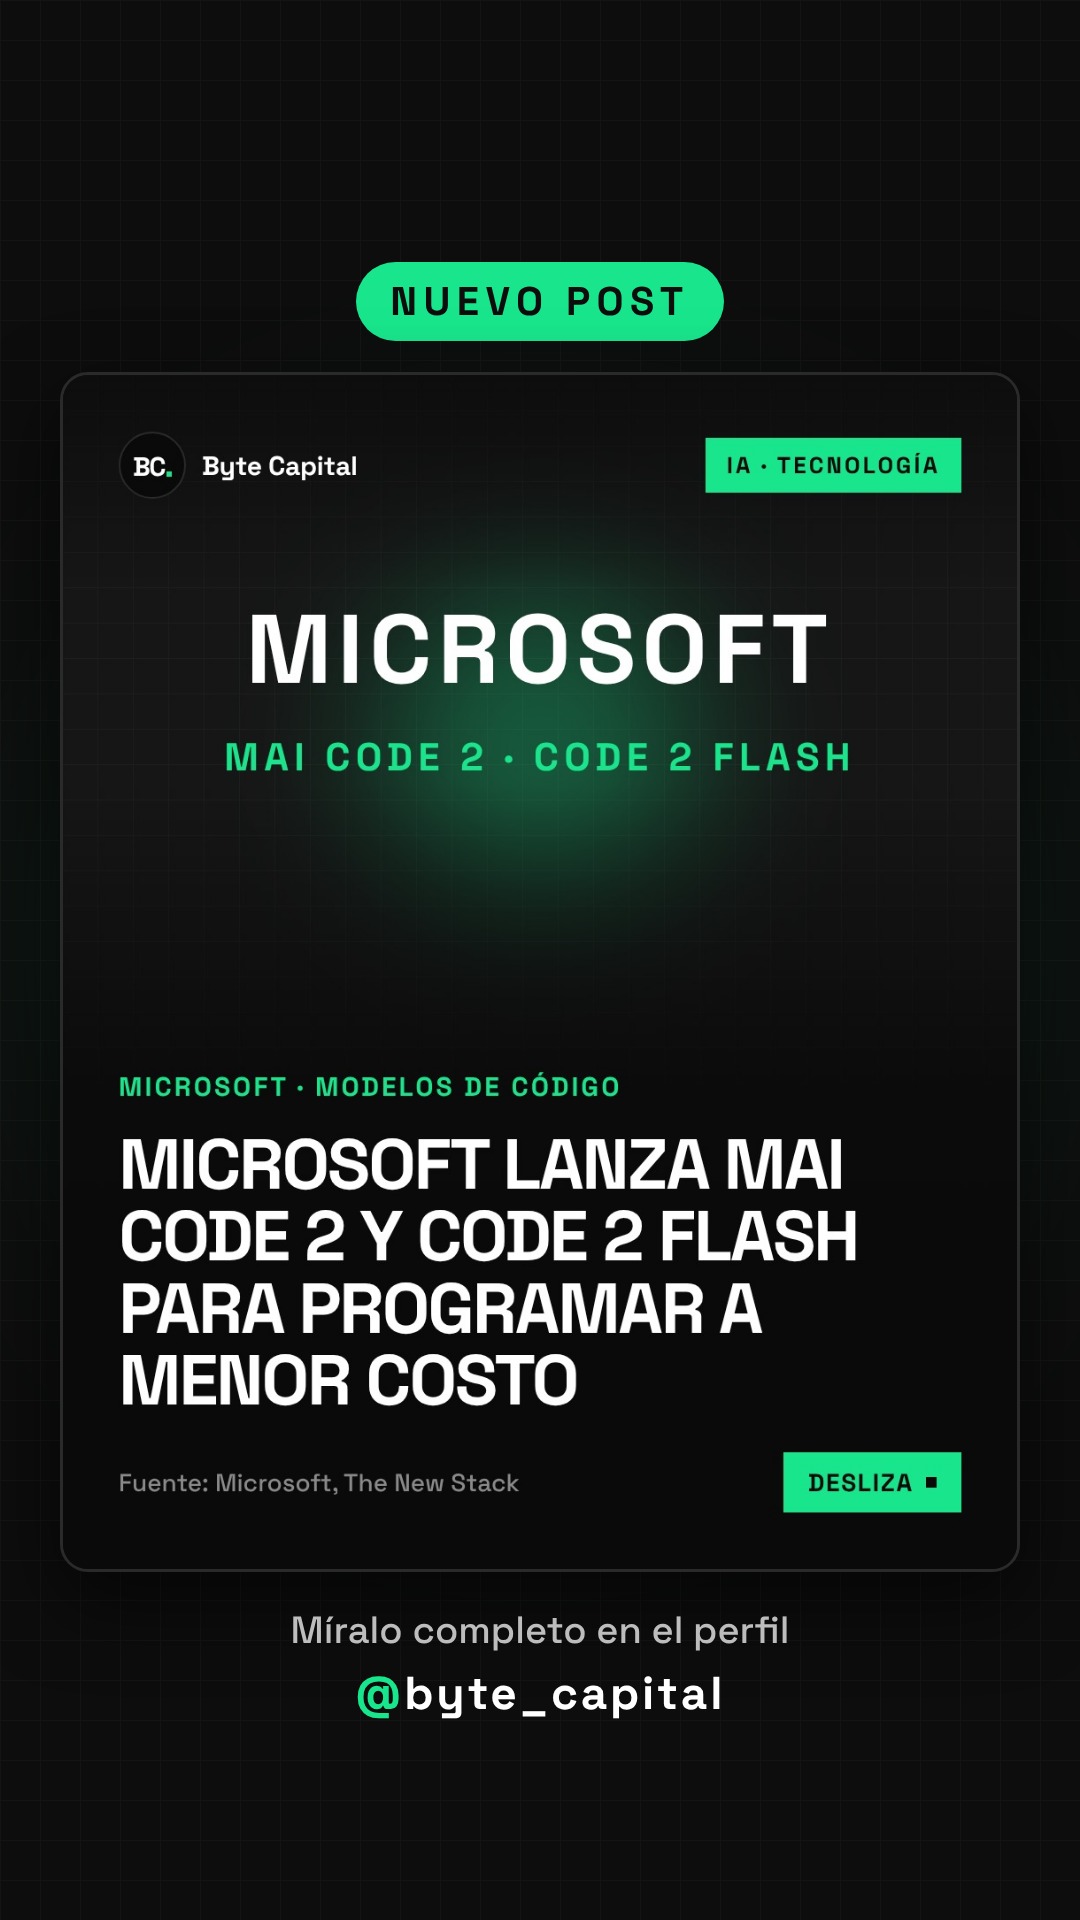 NUEVO POST
BC.
Byte Capital
IA · TECNOLOGÍA
MICROSOFT
MAI CODE 2 · CODE 2 FLASH
MICROSOFT · MODELOS DE CÓDIGO
MICROSOFT LANZA MAI
CODE 2 Y CODE 2 FLASH
PARA PROGRAMAR A
MENOR COSTO
Fuente: Microsoft, The New Stack
DESLIZA
Míralo completo en el perfil
@byte_capital